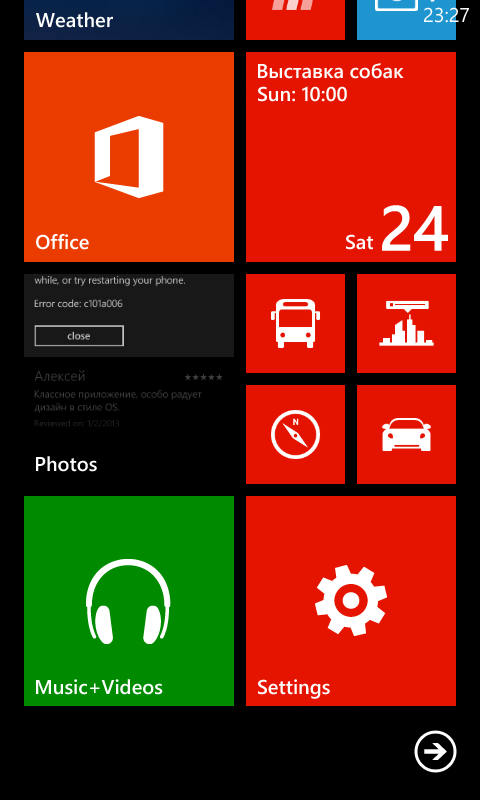 23:27
Weather
Выставка собак
Sun: 10:00
Sat 24
Office
while, or try restarting your phone.
Error code: c101a006
close
Алексей ★★★★★
Классное приложение, особо радует
дизайн в стиле OS.
Reviewed on: 1/2/2013
N
Photos
Music+Videos
Settings